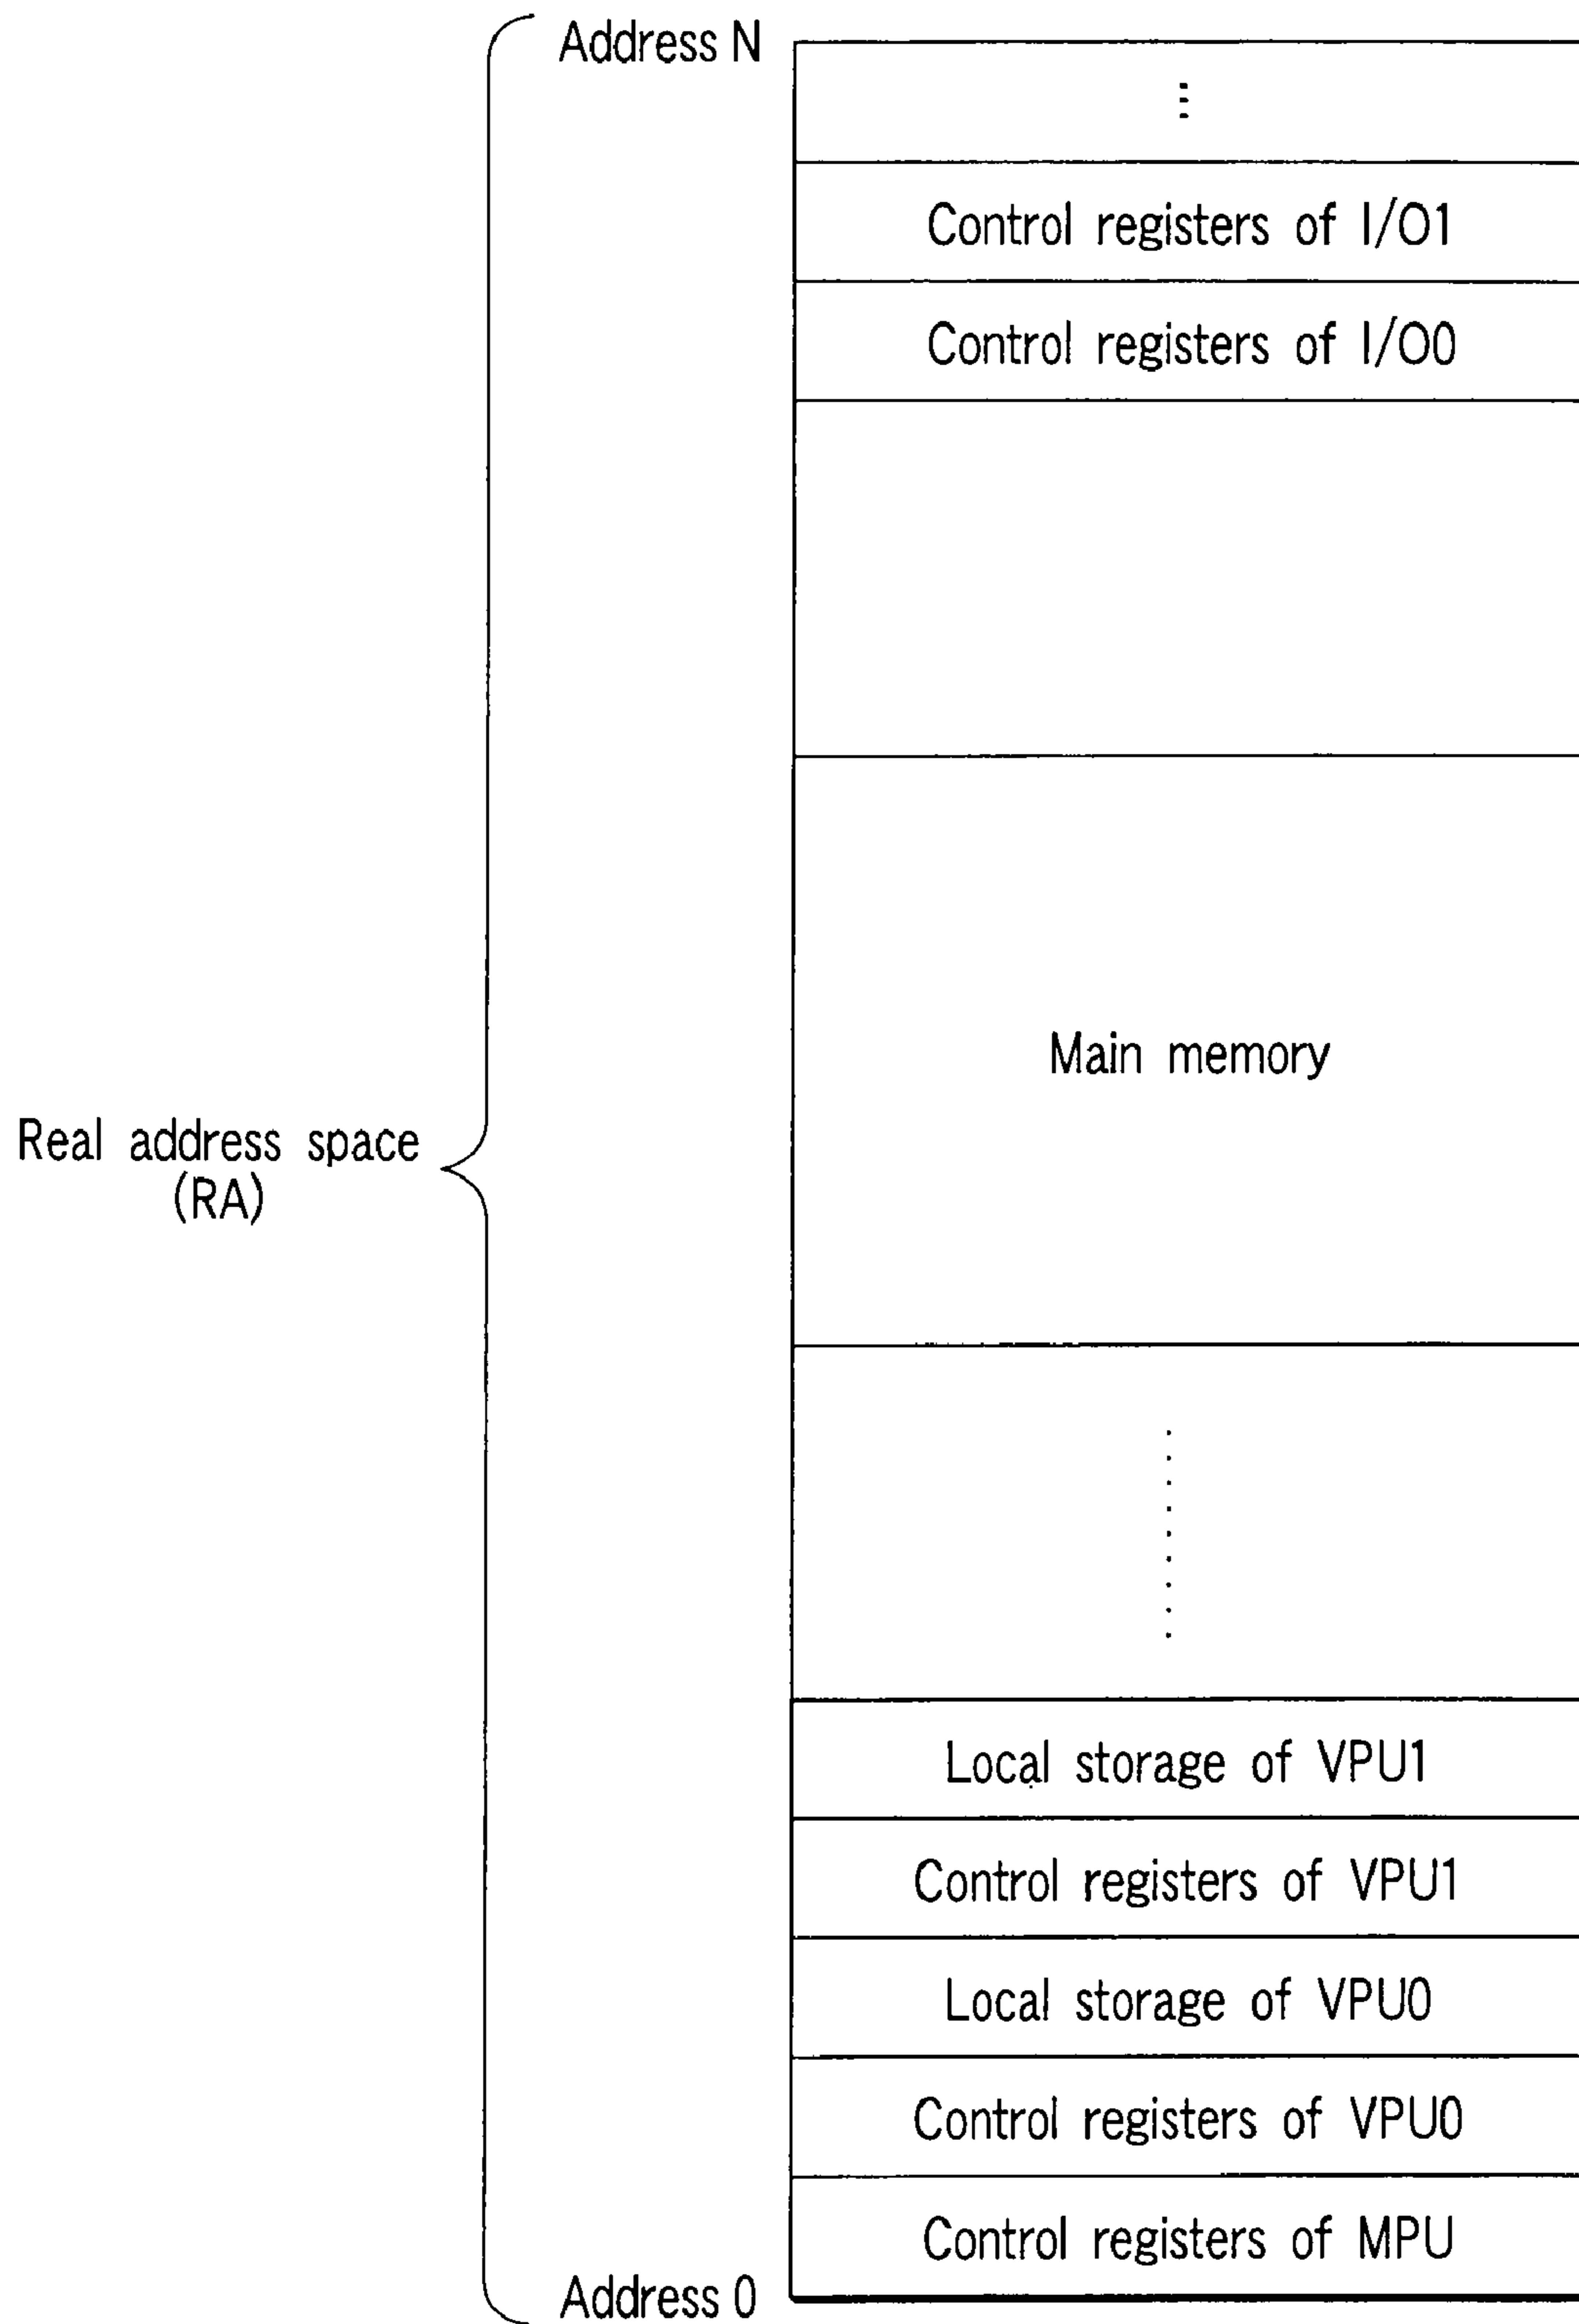 Address N
Control registers of I/O1
Control registers of I/O0
Main memory
Real address space
(RA)
Local storage of VPU1
Control registers of VPU1
Local storage of VPU0
Control registers of VPU0
Control registers of MPU
Address 0